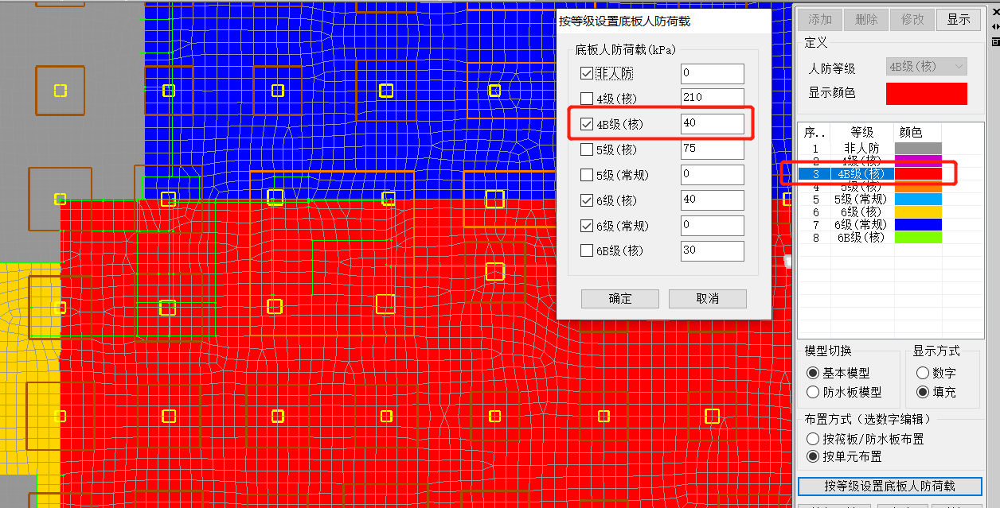 添加 删除 修改 显示
定义
人防等级 4B级(核)
显示颜色
序.. 等级 颜色
1 非人防
2 4级(核)
3 4B级(核)
4 5级(核)
5 5级(常规)
6 6级(核)
7 6级(常规)
8 6B级(核)
模型切换
基本模型
防水板模型
显示方式
数字
填充
布置方式（选数字编辑）
按筏板/防水板布置
按单元布置
按等级设置底板人防荷载
按等级设置底板人防荷载
底板人防荷载(kPa)
非人防 0
4级(核) 210
4B级(核) 40
5级(核) 75
5级(常规) 0
6级(核) 40
6级(常规) 0
6B级(核) 30
确定 取消